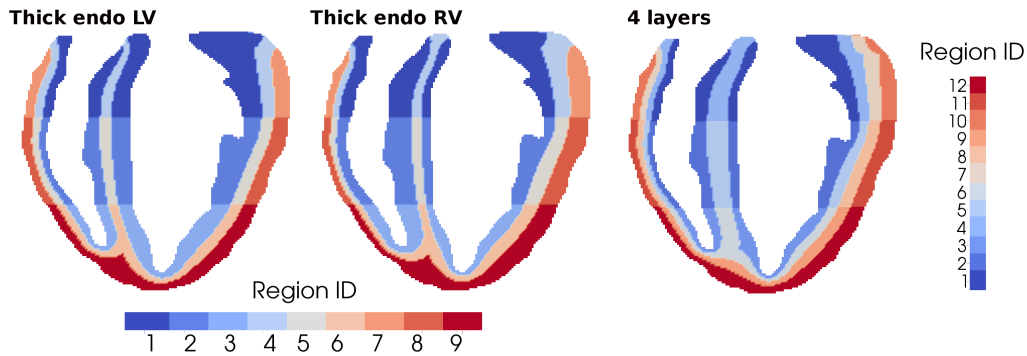 Thick endo LV
Thick endo RV
4 layers
Region ID
12
11
10
9
8
7
6
5
4
3
2
1
Region ID
1 2 3 4 5 6 7 8 9